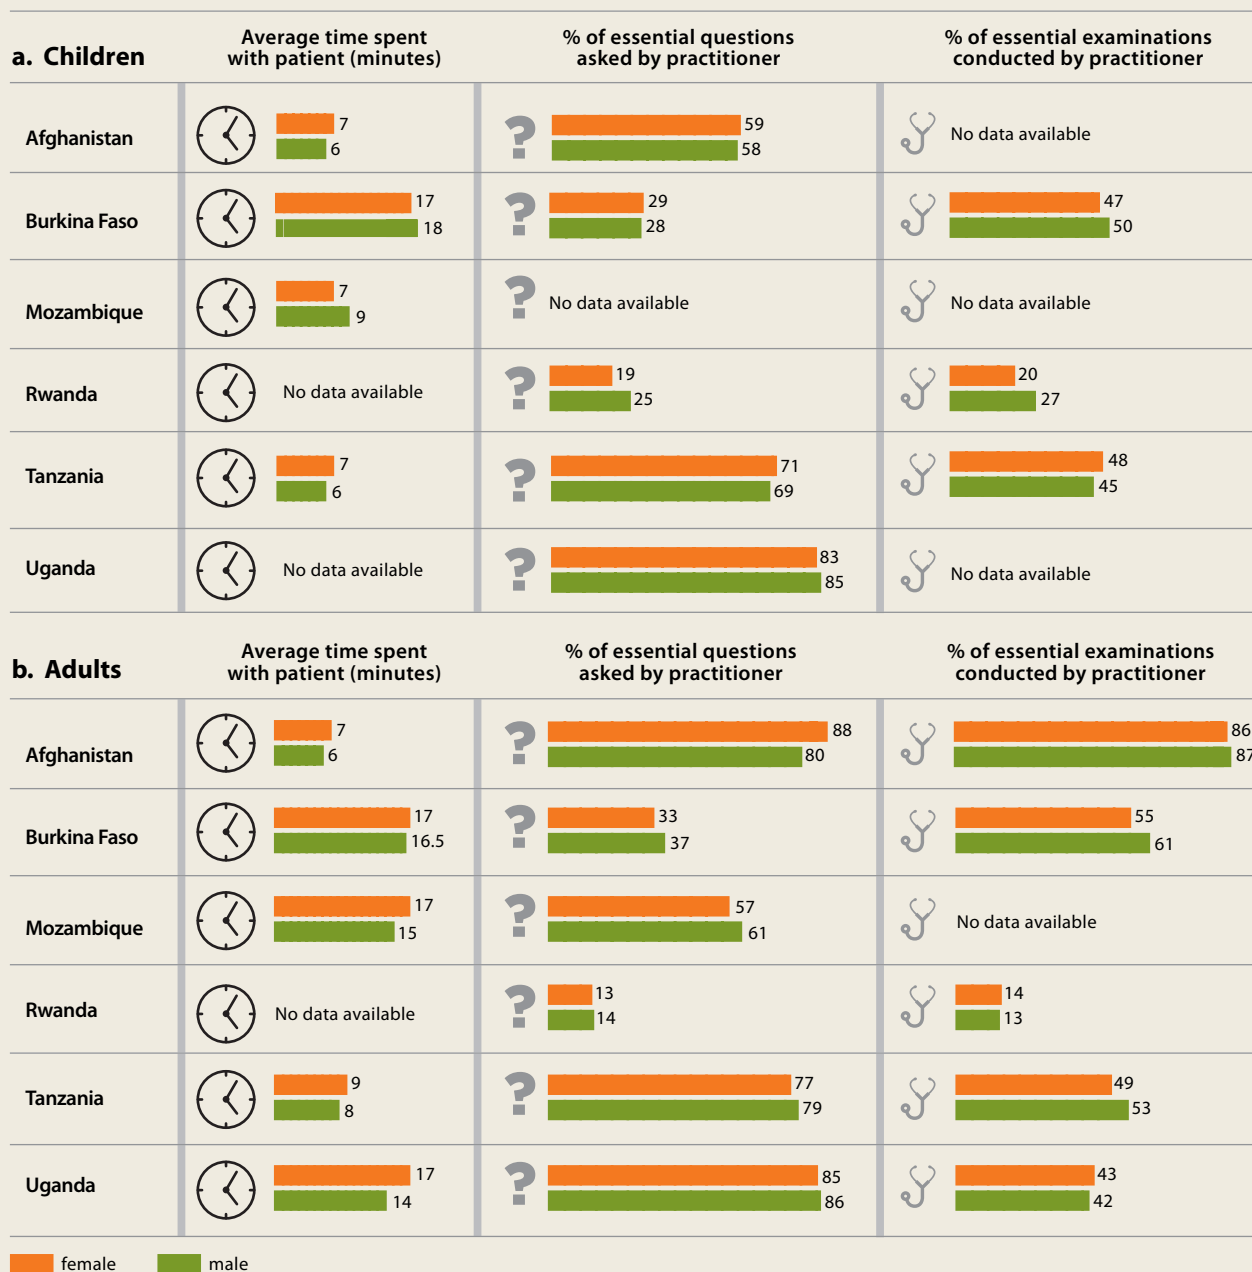 a. Children
Average time spent
with patient (minutes)
% of essential questions
asked by practitioner
% of essential examinations
conducted by practitioner
Afghanistan
7
6
59
58
No data available
Burkina Faso
17
18
29
28
47
50
Mozambique
7
9
No data available
No data available
Rwanda
No data available
19
25
20
27
Tanzania
7
6
71
69
48
45
Uganda
No data available
83
85
No data available
b. Adults
Average time spent
with patient (minutes)
% of essential questions
asked by practitioner
% of essential examinations
conducted by practitioner
Afghanistan
7
6
88
80
86
87
Burkina Faso
17
16.5
33
37
55
61
Mozambique
17
15
57
61
No data available
Rwanda
No data available
13
14
14
13
Tanzania
9
8
77
79
49
53
Uganda
17
14
85
86
43
42
female
male